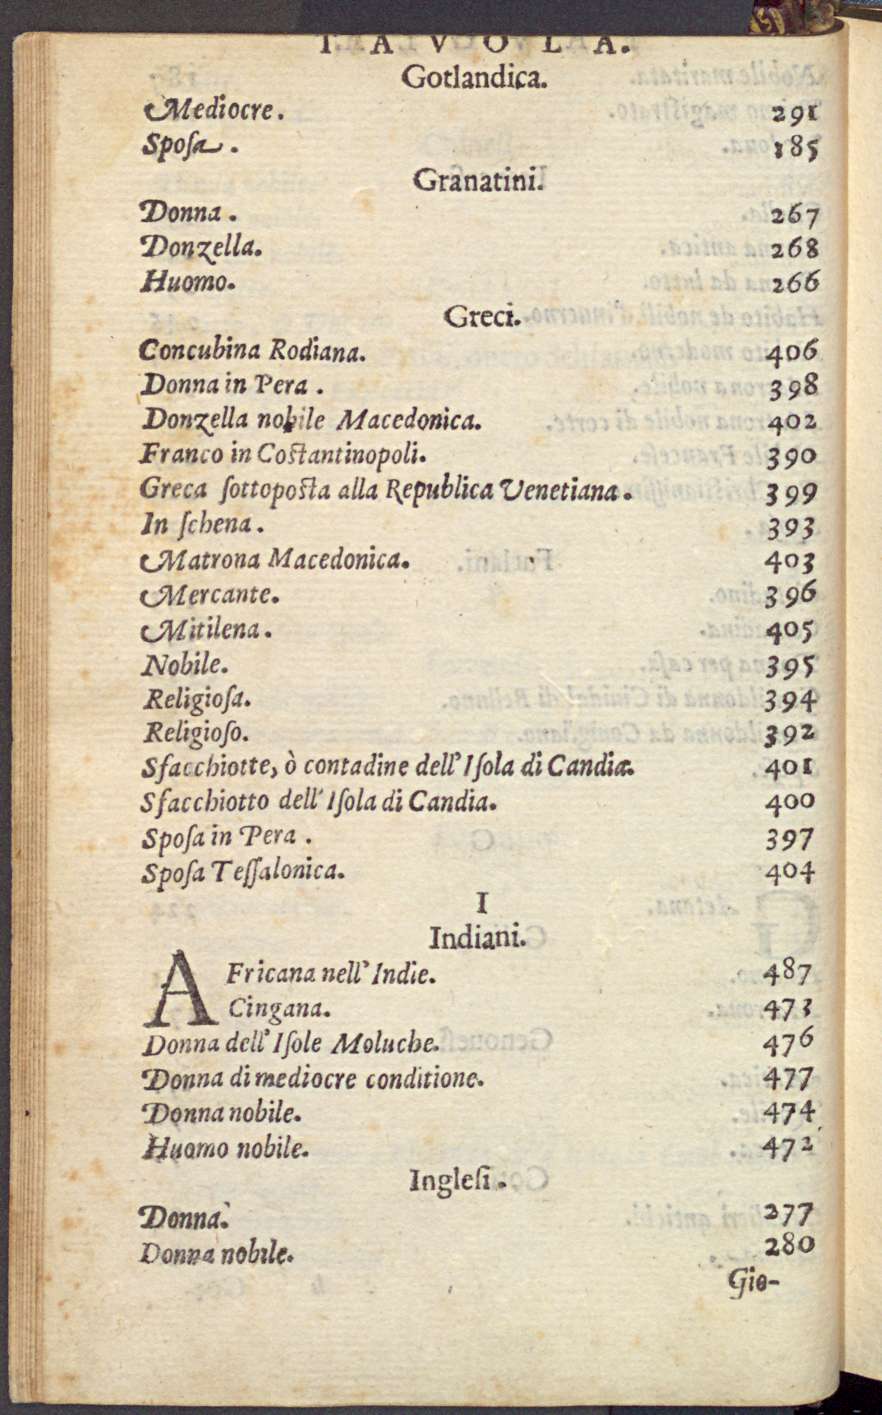 TAVOLA.
Gotlandica.
Mediocre. 291
Spoſa. 185
Granatini.
Donna. 267
Donzella. 268
Huomo. 266
Greci.
Concubina Rodiana. 406
Donna in Pera. 398
Donzella nobile Macedonica. 402
Franco in Coſtantinopoli. 390
Greca ſottopoſta alla Republica Venetiana. 399
In ſchena. 393
Matrona Macedonica. 403
Mercante. 396
Mitilena. 405
Nobile. 395
Religioſa. 394
Religioſo. 392
Sfacchiotte, ò contadine dell'Iſola di Candia. 401
Sfacchiotto dell'Iſola di Candia. 400
Spoſa in Pera. 397
Spoſa Teſſalonica. 404
I
Indiani.
AFricana nell'Indie. 487
Cingana. 473
Donna dell'Iſole Moluche. 476
Donna di mediocre conditione. 477
Donna nobile. 474
Huomo nobile. 472
Ingleſi.
Donna. 277
Donna nobile. 280
Gio-